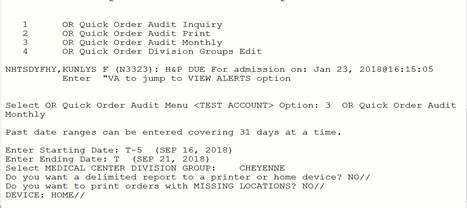 1 OR Quick Order Audit Inquiry
2 OR Quick Order Audit Print
3 OR Quick Order Audit Monthly
4 OR Quick Order Division Groups Edit
NHTSDYFHY,KUNLYS F (N3323): H&P DUE For admission on: Jan 23, 2018@16:15:05
Enter "VA to jump to VIEW ALERTS option
Select OR Quick Order Audit Menu <TEST ACCOUNT> Option: 3 OR Quick Order Audit
Monthly
Past date ranges can be entered covering 31 days at a time.
Enter Starting Date: T-5 (SEP 16, 2018)
Enter Ending Date: T (SEP 21, 2018)
Select MEDICAL CENTER DIVISION GROUP: CHEYENNE
Do you want a delimited report to a printer or home device? NO//
Do you want to print orders with MISSING LOCATIONS? NO//
DEVICE: HOME//